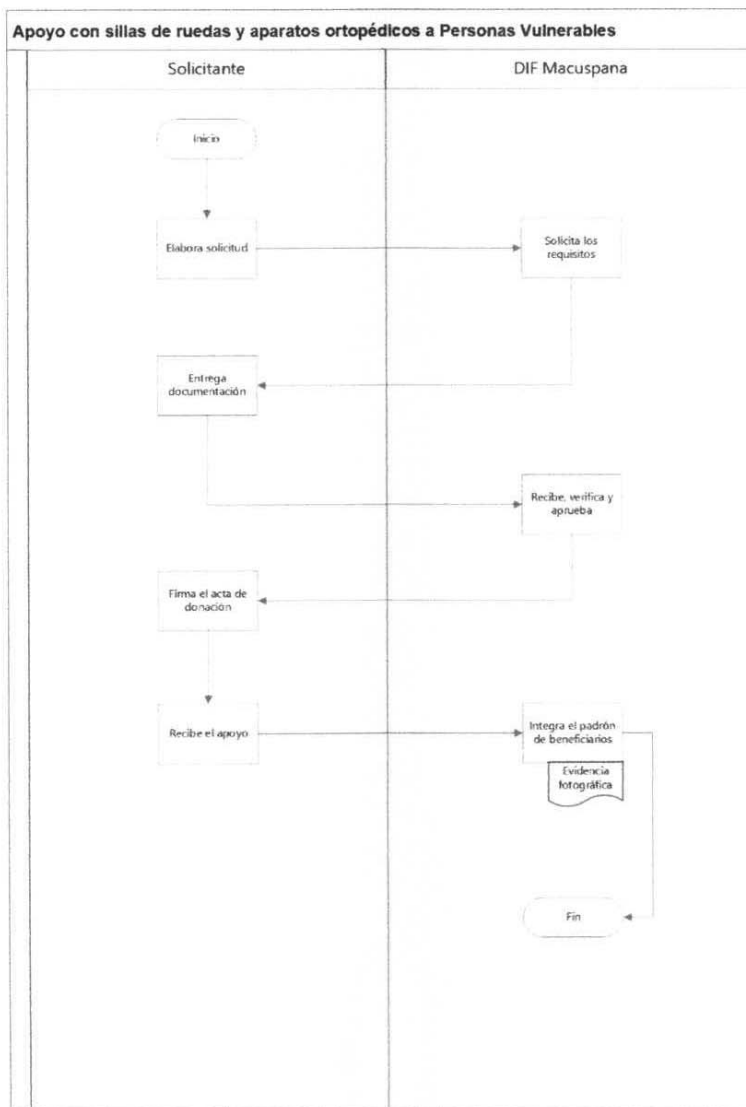 Apoyo con sillas de ruedas y aparatos ortopédicos a Personas Vulnerables
Solicitante
DIF Macuspana
Inicio
Elabora solicitud
Solicita los
requisitos
Entrega
documentación
Recibe, verifica y
aprueba
Firma el acta de
donación
Recibe el apoyo
Integra el padrón
de beneficiarios
Evidencia
fotográfica
Fin